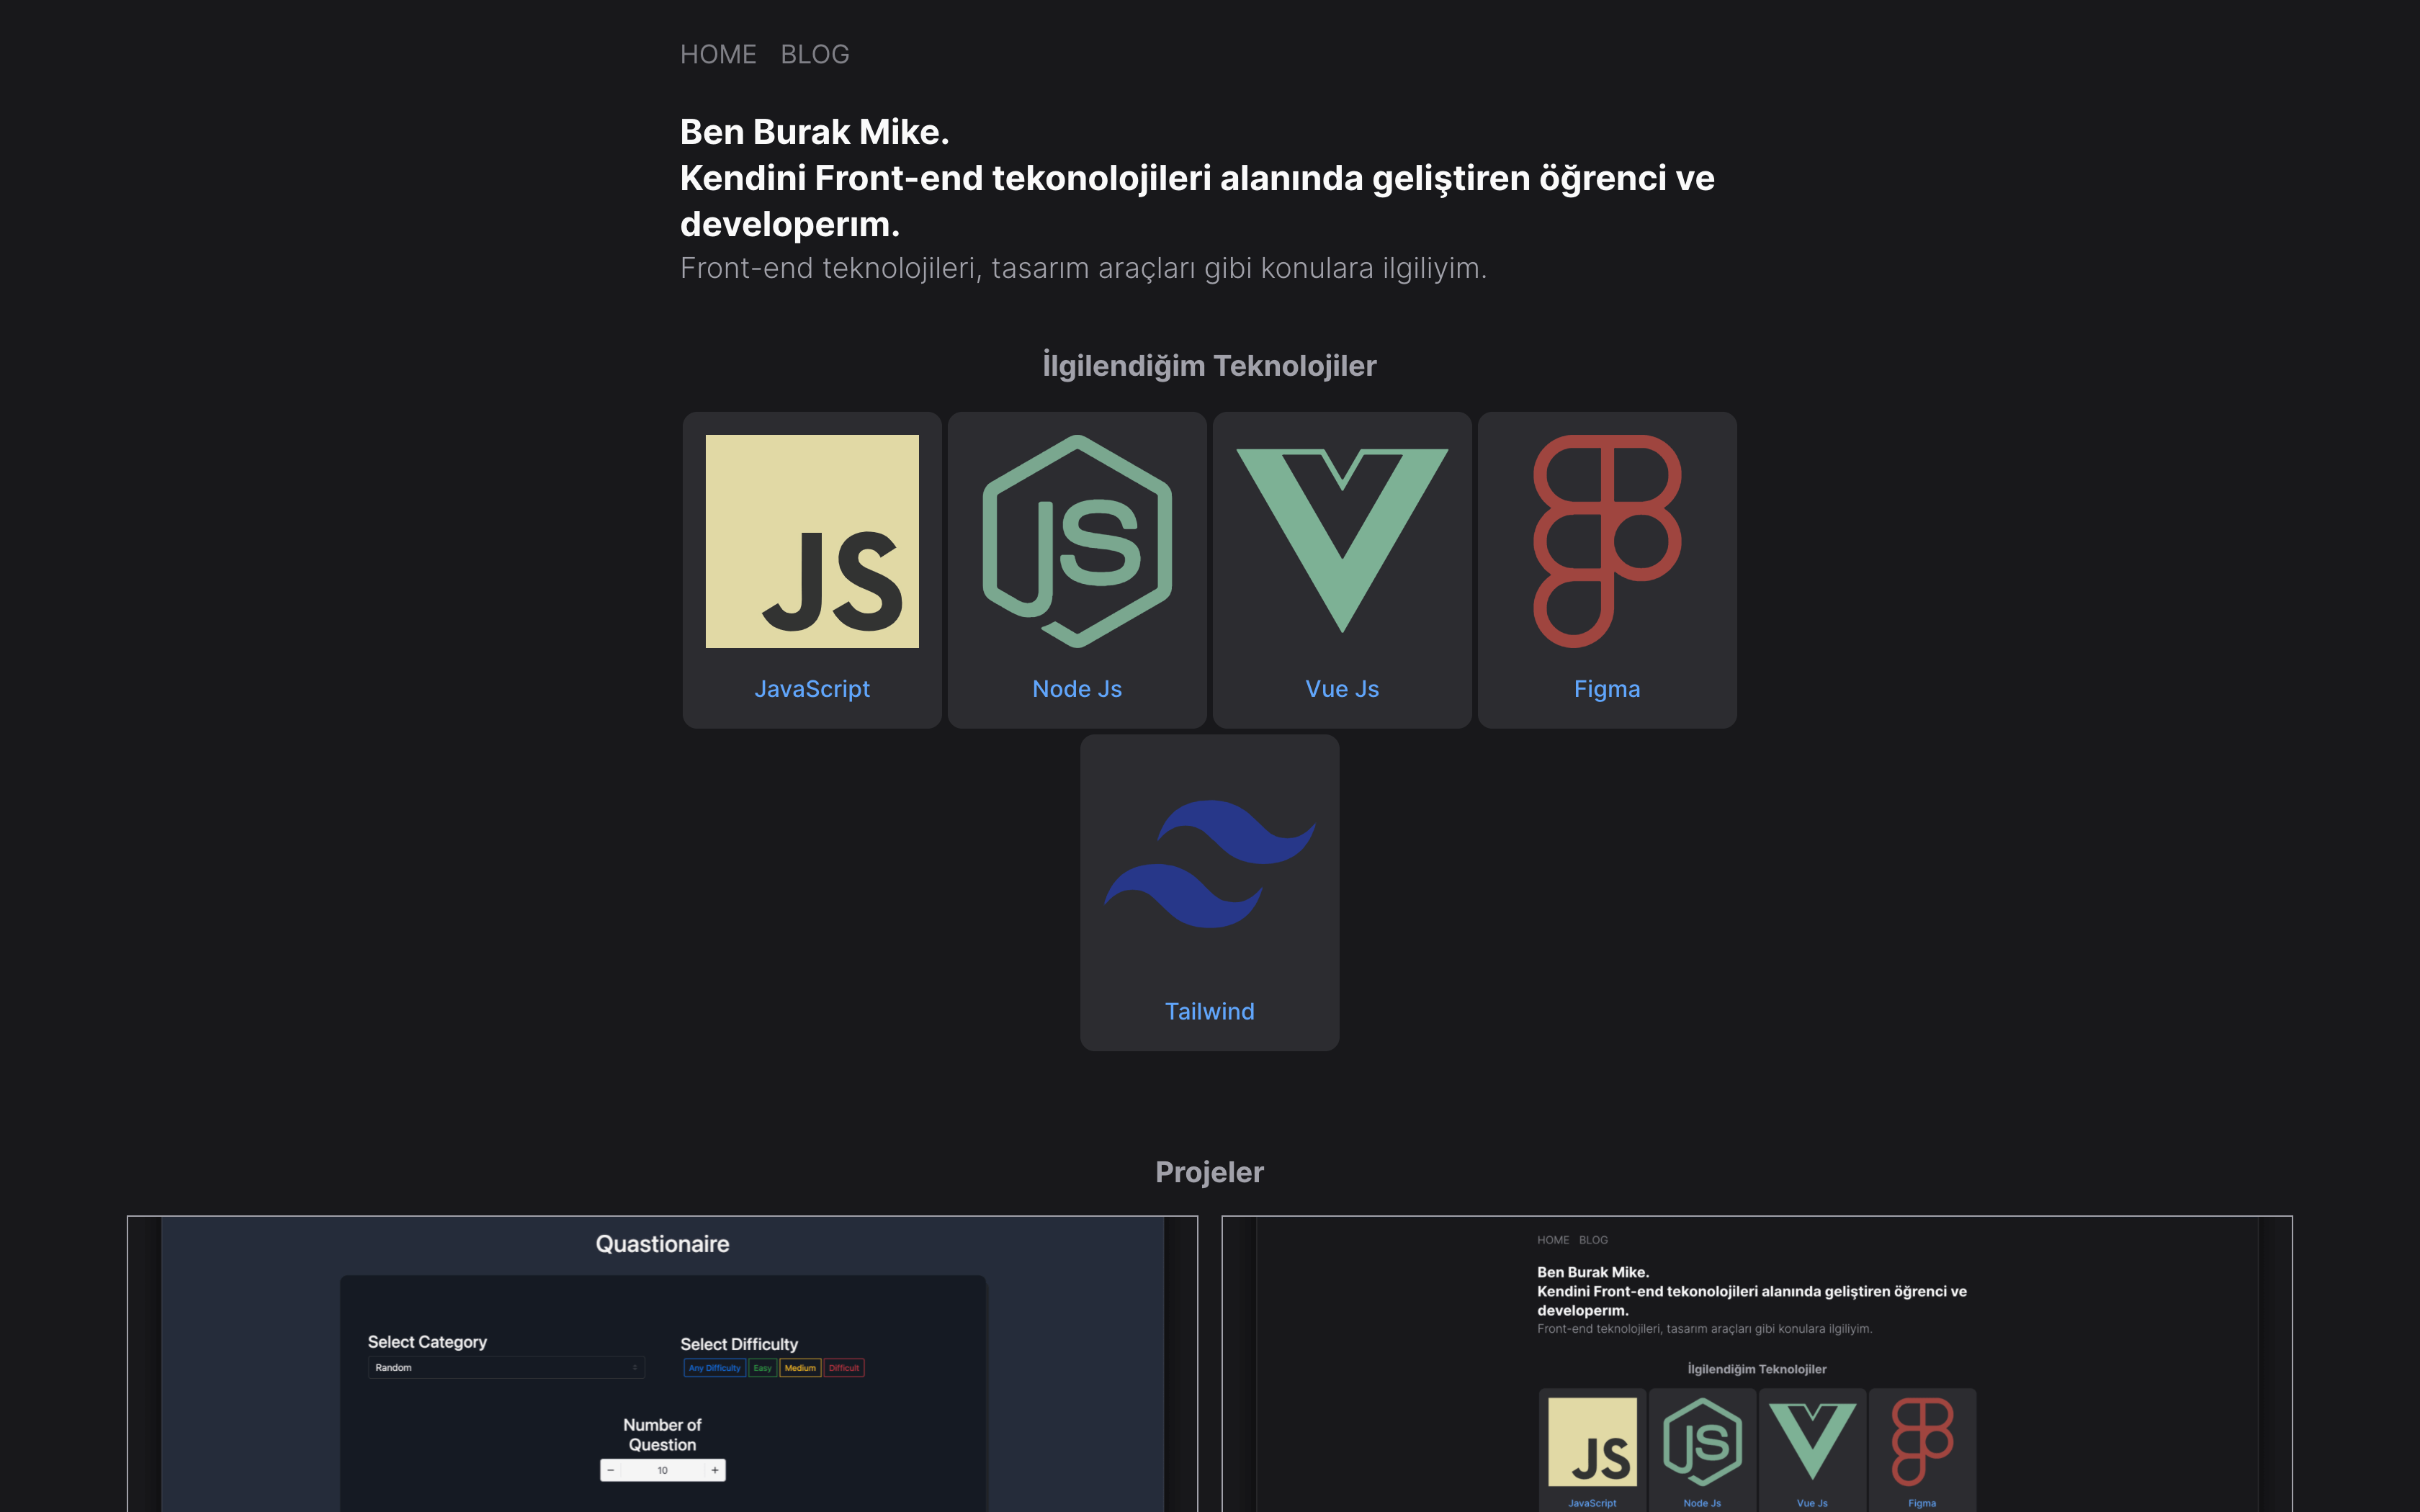 HOME BLOG
Ben Burak Mike.
Kendini Front-end tekonolojileri alanında geliştiren öğrenci ve
developerım.
Front-end teknolojileri, tasarım araçları gibi konulara ilgiliyim.
İlgilendiğim Teknolojiler
JS JS
JavaScript Node Js Vue Js Figma
Tailwind
Projeler
Quastionaire
Select Category Select Difficulty
Random Any Difficulty Easy Medium Difficult
Number of
Question
− 10 +
HOME BLOG
Ben Burak Mike.
Kendini Front-end tekonolojileri alanında geliştiren öğrenci ve
developerım.
Front-end teknolojileri, tasarım araçları gibi konulara ilgiliyim.
İlgilendiğim Teknolojiler
JS JS
JavaScript Node Js Vue Js Figma